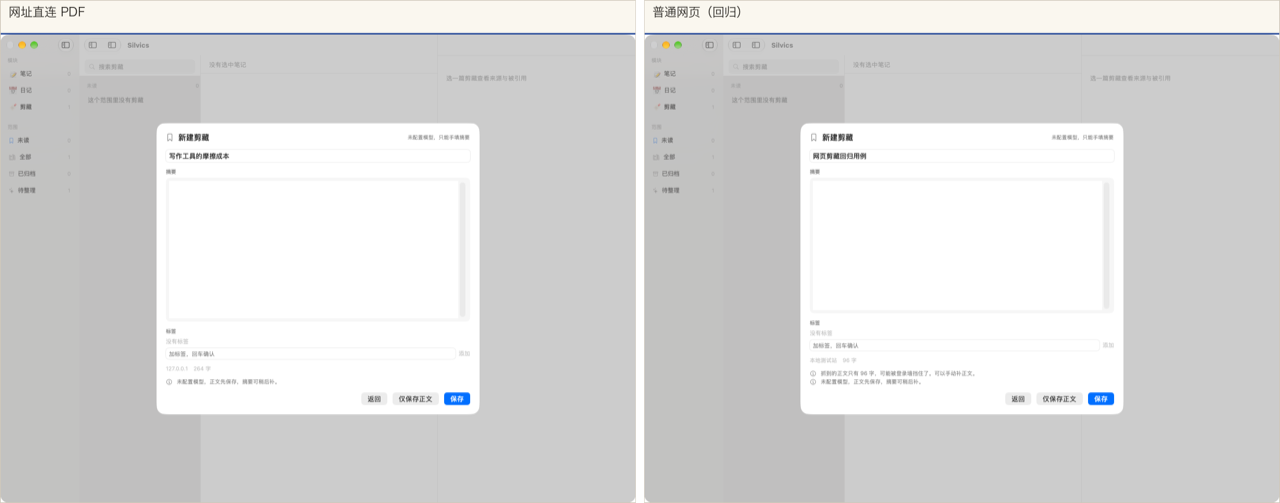 网址直连 PDF
Silvics
笔记
日记
剪藏
未读
全部
已归档
待整理
搜索剪藏
这个范围里没有剪藏
没有选中笔记
选一篇剪藏查看来源与被引用
新建剪藏
未配置模型，只能手填摘要
写作工具的摩擦成本
摘要
标签
没有标签
加标签，回车确认
添加
127.0.0.1 264 字
未配置模型，正文先保存，摘要可稍后补。
返回
仅保存正文
保存
普通网页（回归）
Silvics
笔记
日记
剪藏
未读
全部
已归档
待整理
搜索剪藏
这个范围里没有剪藏
没有选中笔记
选一篇剪藏查看来源与被引用
新建剪藏
未配置模型，只能手填摘要
网页剪藏回归用例
摘要
标签
没有标签
加标签，回车确认
添加
本地测试站 96 字
抓到的正文只有 96 字，可能被登录墙挡住了。可以手动补正文。
未配置模型，正文先保存，摘要可稍后补。
返回
仅保存正文
保存